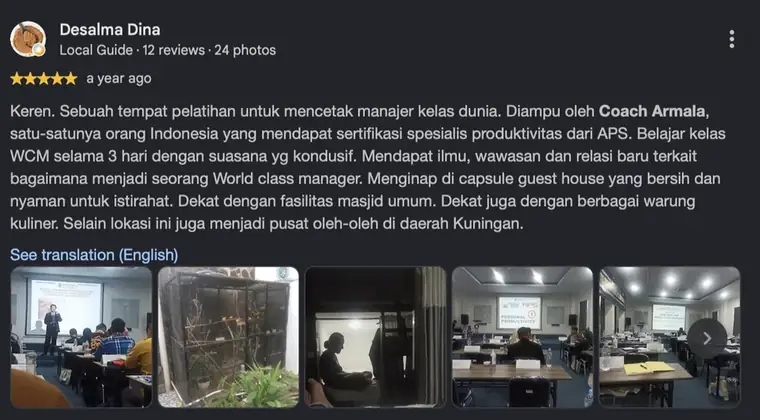 Desalma Dina
Local Guide · 12 reviews · 24 photos
a year ago
Keren. Sebuah tempat pelatihan untuk mencetak manajer kelas dunia. Diampu oleh Coach Armala,
satu-satunya orang Indonesia yang mendapat sertifikasi spesialis produktivitas dari APS. Belajar kelas
WCM selama 3 hari dengan suasana yg kondusif. Mendapat ilmu, wawasan dan relasi baru terkait
bagaimana menjadi seorang World class manager. Menginap di capsule guest house yang bersih dan
nyaman untuk istirahat. Dekat dengan fasilitas masjid umum. Dekat juga dengan berbagai warung
kuliner. Selain lokasi ini juga menjadi pusat oleh-oleh di daerah Kuningan.
See translation (English)
PERSONAL
PRODUCTIVITY